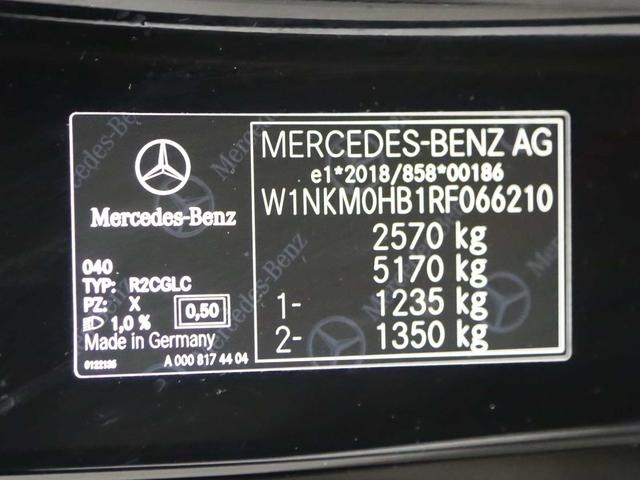 Mercedes-Benz
040
TYP: R2CGLC
PZ: X
1,0 %
0,50
Made in Germany
0122135
A 000 817 44 04
MERCEDES-BENZ AG
e1*2018/858*00186
W1NKM0HB1RF066210
2570 kg
5170 kg
1- 1235 kg
2- 1350 kg